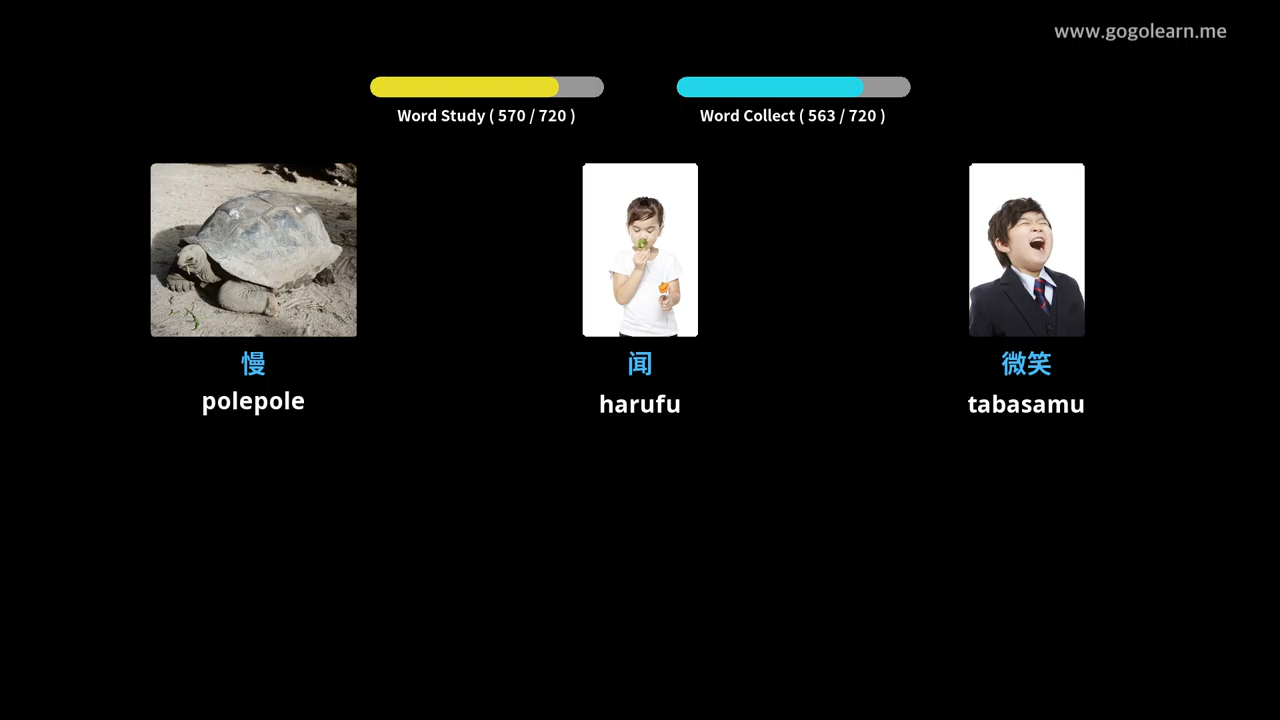 www.gogolearn.me
Word Study ( 570 / 720 )
Word Collect ( 563 / 720 )
慢
闻
微笑
polepole
harufu
tabasamu